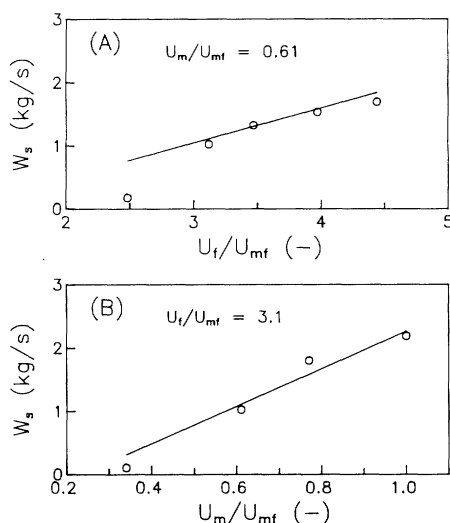 (A)
U_m/U_mf = 0.61
W_s (kg/s)
3
2
1
0
2
3
4
5
U_f/U_mf (-)
(B)
U_f/U_mf = 3.1
W_s (kg/s)
3
2
1
0
0.2
0.4
0.6
0.8
1.0
U_m/U_mf (-)